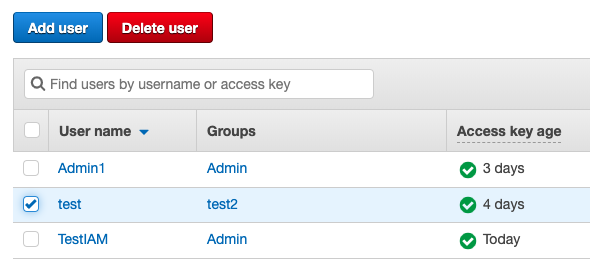 Add user Delete user
Find users by username or access key
User name Groups Access key age
Admin1 Admin 3 days
test test2 4 days
TestIAM Admin Today